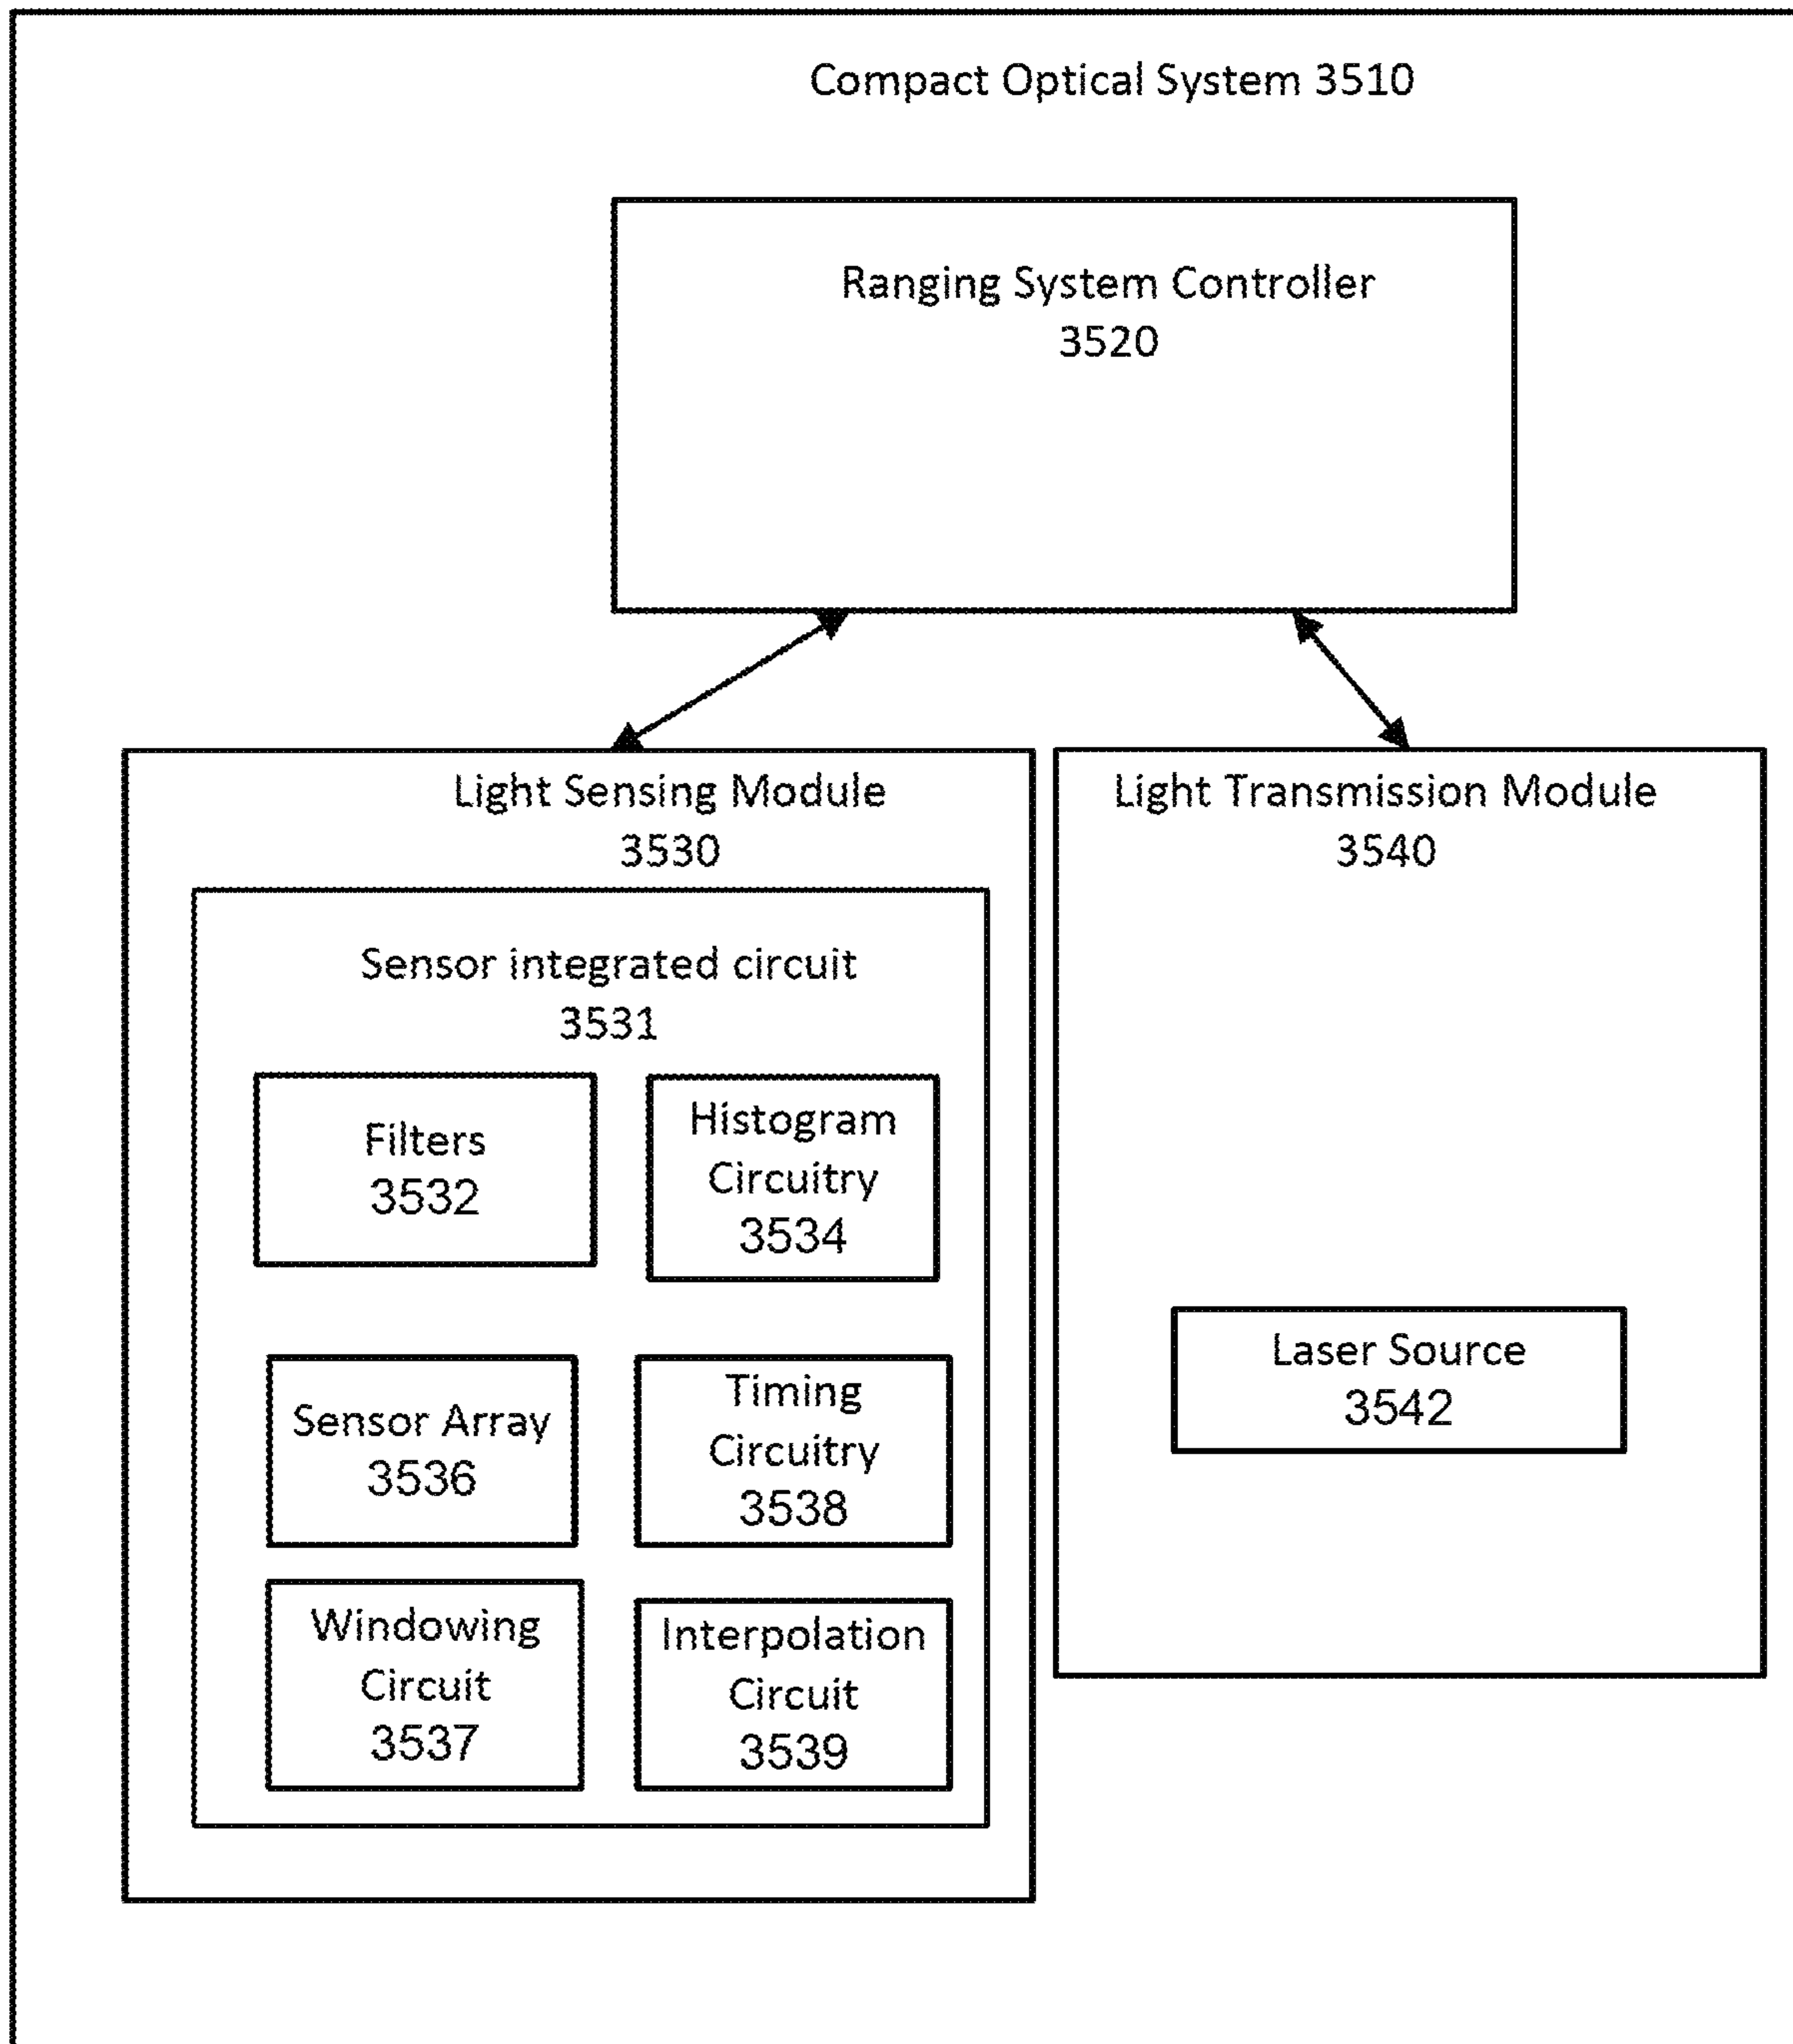 Compact Optical System 3510
Ranging System Controller
3520
Light Sensing Module
3530
Sensor integrated circuit
3531
Filters
3532
Histogram
Circuitry
3534
Sensor Array
3536
Timing
Circuitry
3538
Windowing
Circuit
3537
Interpolation
Circuit
3539
Light Transmission Module
3540
Laser Source
3542